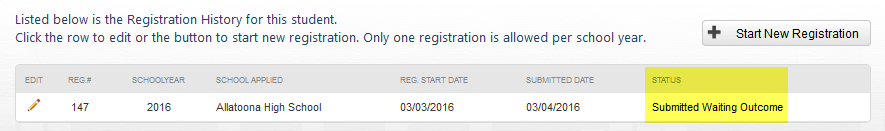 Listed below is the Registration History for this student.
Click the row to edit or the button to start new registration. Only one registration is allowed per school year.
Start New Registration
EDIT REG.# SCHOOLYEAR SCHOOL APPLIED REG. START DATE SUBMITTED DATE STATUS
147 2016 Allatoona High School 03/03/2016 03/04/2016 Submitted Waiting Outcome